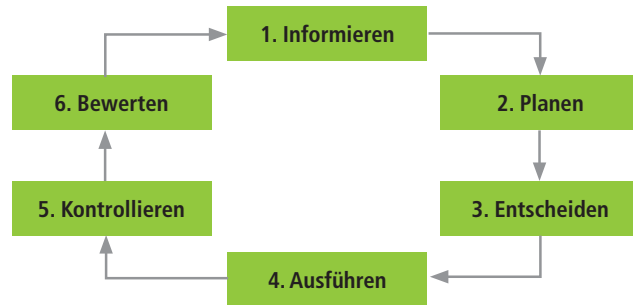 1. Informieren
2. Planen
3. Entscheiden
4. Ausführen
5. Kontrollieren
6. Bewerten